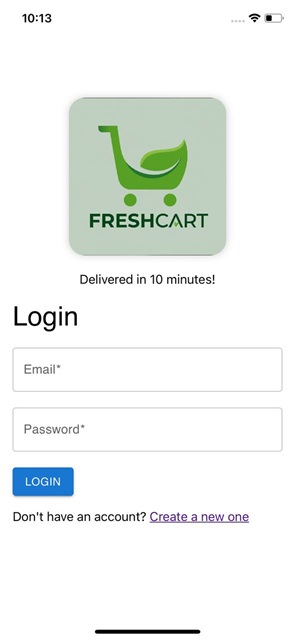 10:13
FRESHCART
Delivered in 10 minutes!
Login
Email*
Password*
LOGIN
Don't have an account? Create a new one